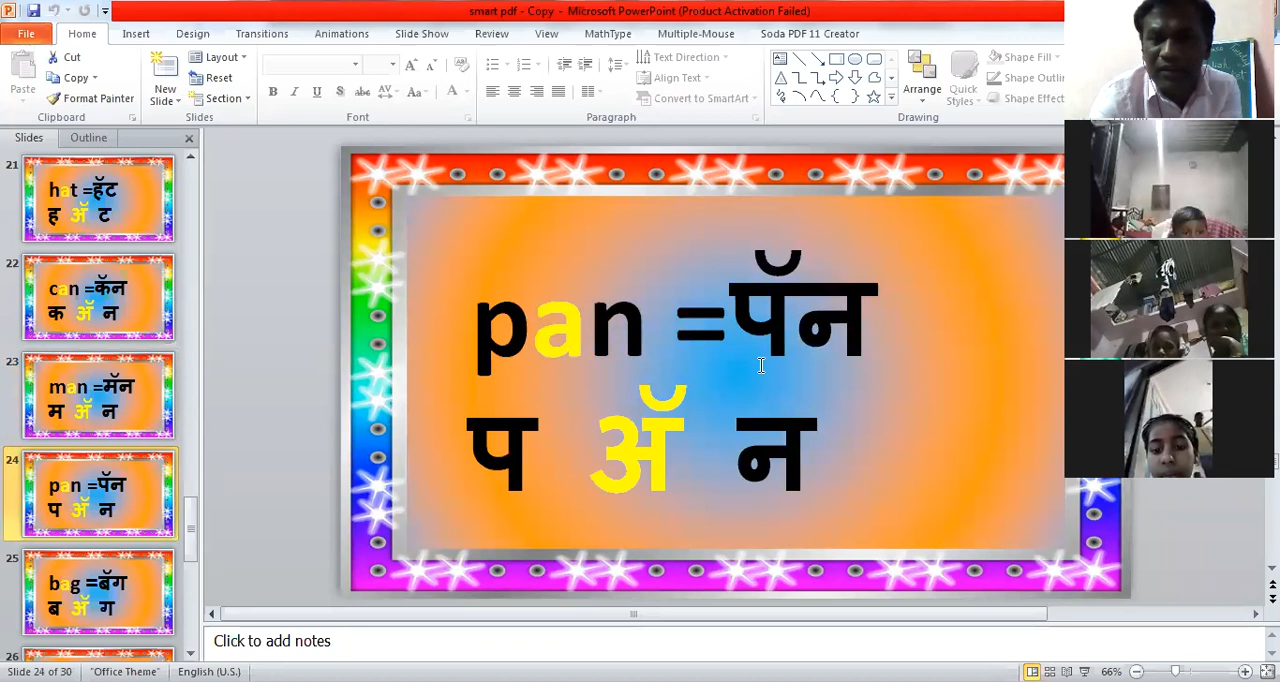 smart pdf - Copy - Microsoft PowerPoint (Product Activation Failed)
File Home Insert Design Transitions Animations Slide Show Review View MathType Multiple-Mouse Soda PDF 11 Creator
Paste
Cut
Copy
Format Painter
Clipboard
New Slide
Layout
Reset
Section
Slides
Font
Text Direction
Align Text
Convert to SmartArt
Paragraph
Arrange
Quick Styles
Shape Fill
Shape Outlin
Shape Effect
Drawing
Slides Outline
21
hat =हॅट
ह अॅ ट
22
can =कॅन
क अॅ न
23
man =मॅन
म अॅ न
24
pan =पॅन
प अॅ न
25
bag =बॅग
ब अॅ ग
26
pan =पॅन
प अॅ न
Click to add notes
Slide 24 of 30 "Office Theme" English (U.S.) 66%